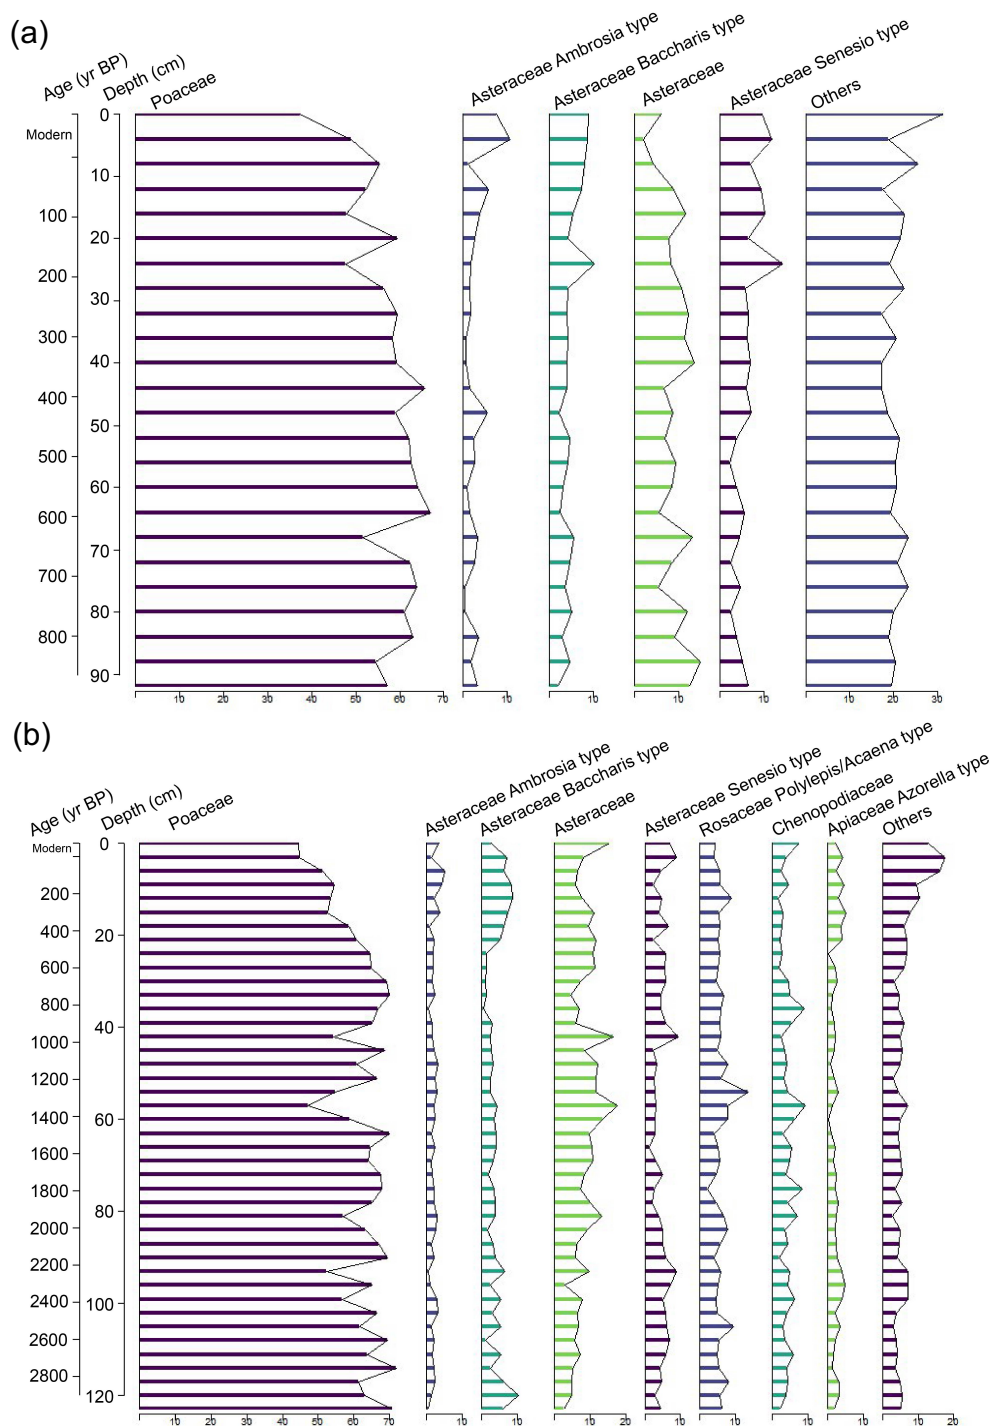 (a)
Age (yr BP)
Depth (cm)
Poaceae
Asteraceae Ambrosia type
Asteraceae Baccharis type
Asteraceae
Asteraceae Senesio type
Others
Modern
100
200
300
400
500
600
700
800
0
10
20
30
40
50
60
70
80
90
10 20 30 40 50 60 70
10
10
10
10
10 20 30
(b)
Age (yr BP)
Depth (cm)
Poaceae
Asteraceae Ambrosia type
Asteraceae Baccharis type
Asteraceae
Asteraceae Senesio type
Rosaceae Polylepis/Acaena type
Chenopodiaceae
Apiaceae Azorella type
Others
Modern
200
400
600
800
1000
1200
1400
1600
1800
2000
2200
2400
2600
2800
0
20
40
60
80
100
120
10 20 30 40 50 60 70
10
10
10 20
10
10
10
10
10 20